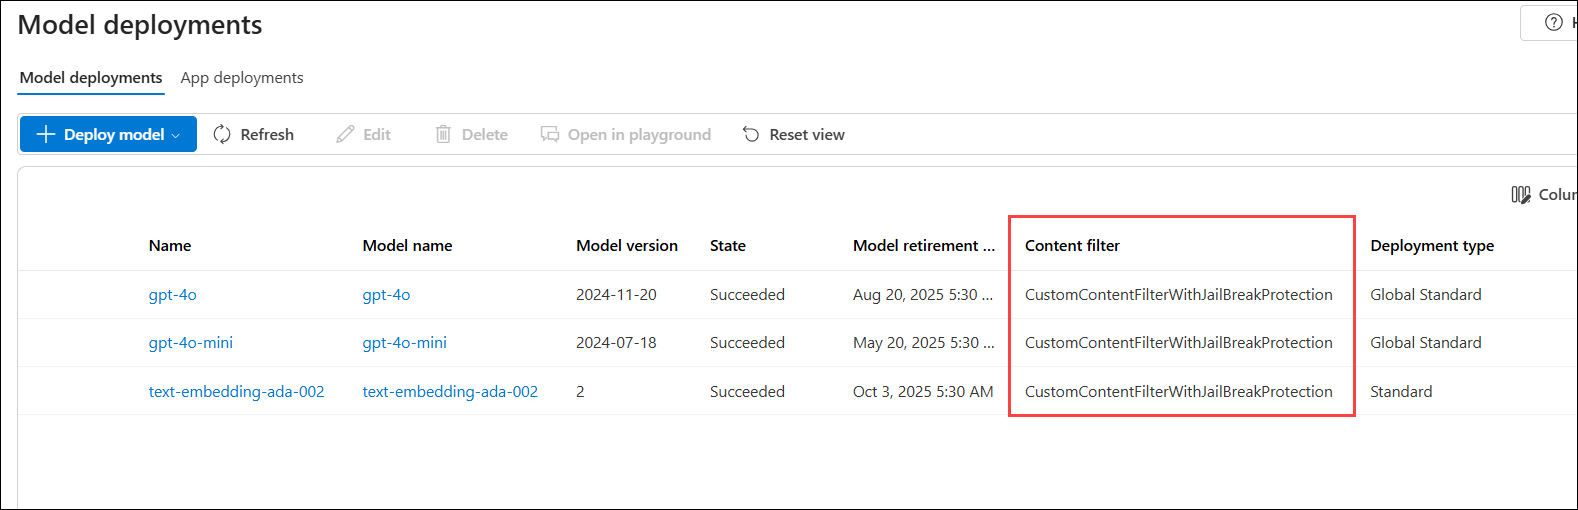 Model deployments
Model deployments App deployments
Deploy model Refresh Edit Delete Open in playground Reset view
Name Model name Model version State Model retirement ... Content filter Deployment type
gpt-4o gpt-4o 2024-11-20 Succeeded Aug 20, 2025 5:30 ... CustomContentFilterWithJailBreakProtection Global Standard
gpt-4o-mini gpt-4o-mini 2024-07-18 Succeeded May 20, 2025 5:30 ... CustomContentFilterWithJailBreakProtection Global Standard
text-embedding-ada-002 text-embedding-ada-002 2 Succeeded Oct 3, 2025 5:30 AM CustomContentFilterWithJailBreakProtection Standard